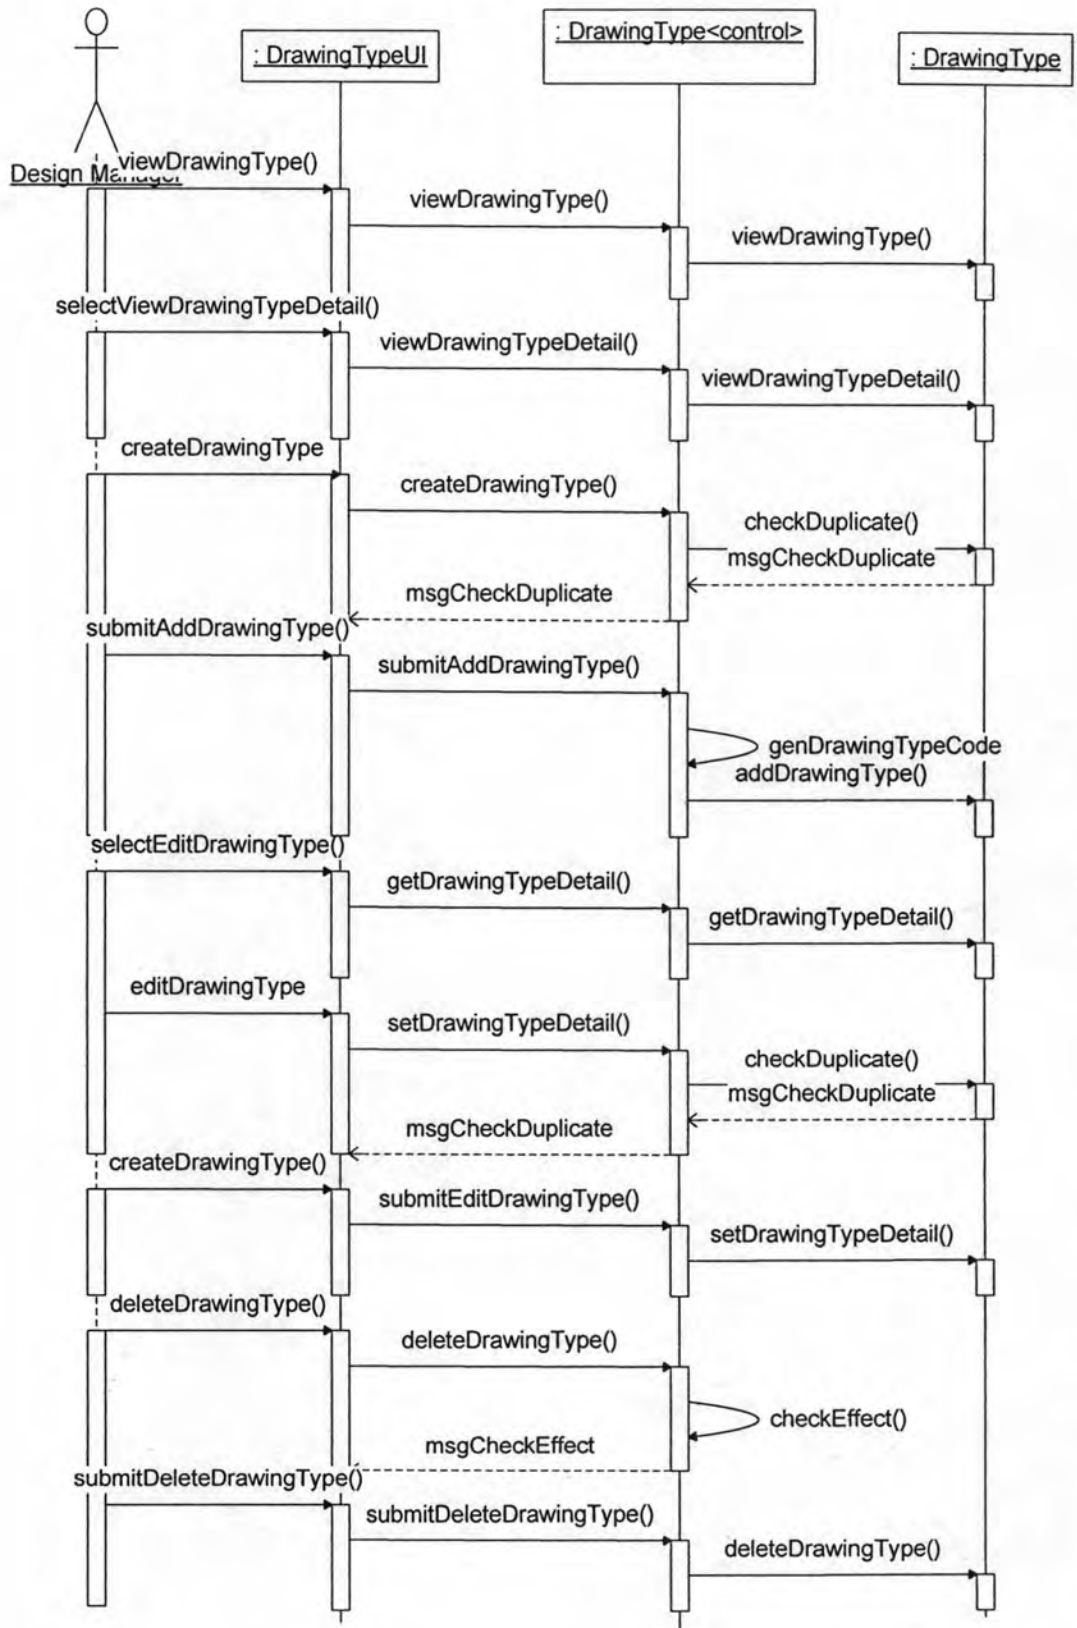 : DrawingTypeUI
: DrawingType<control>
: DrawingType
Design Manager
viewDrawingType()
viewDrawingType()
viewDrawingType()
selectViewDrawingTypeDetail()
viewDrawingTypeDetail()
viewDrawingTypeDetail()
createDrawingType
createDrawingType()
checkDuplicate()
msgCheckDuplicate
msgCheckDuplicate
submitAddDrawingType()
submitAddDrawingType()
genDrawingTypeCode
addDrawingType()
selectEditDrawingType()
getDrawingTypeDetail()
getDrawingTypeDetail()
editDrawingType
setDrawingTypeDetail()
checkDuplicate()
msgCheckDuplicate
msgCheckDuplicate
createDrawingType()
submitEditDrawingType()
setDrawingTypeDetail()
deleteDrawingType()
deleteDrawingType()
checkEffect()
msgCheckEffect
submitDeleteDrawingType()
submitDeleteDrawingType()
deleteDrawingType()